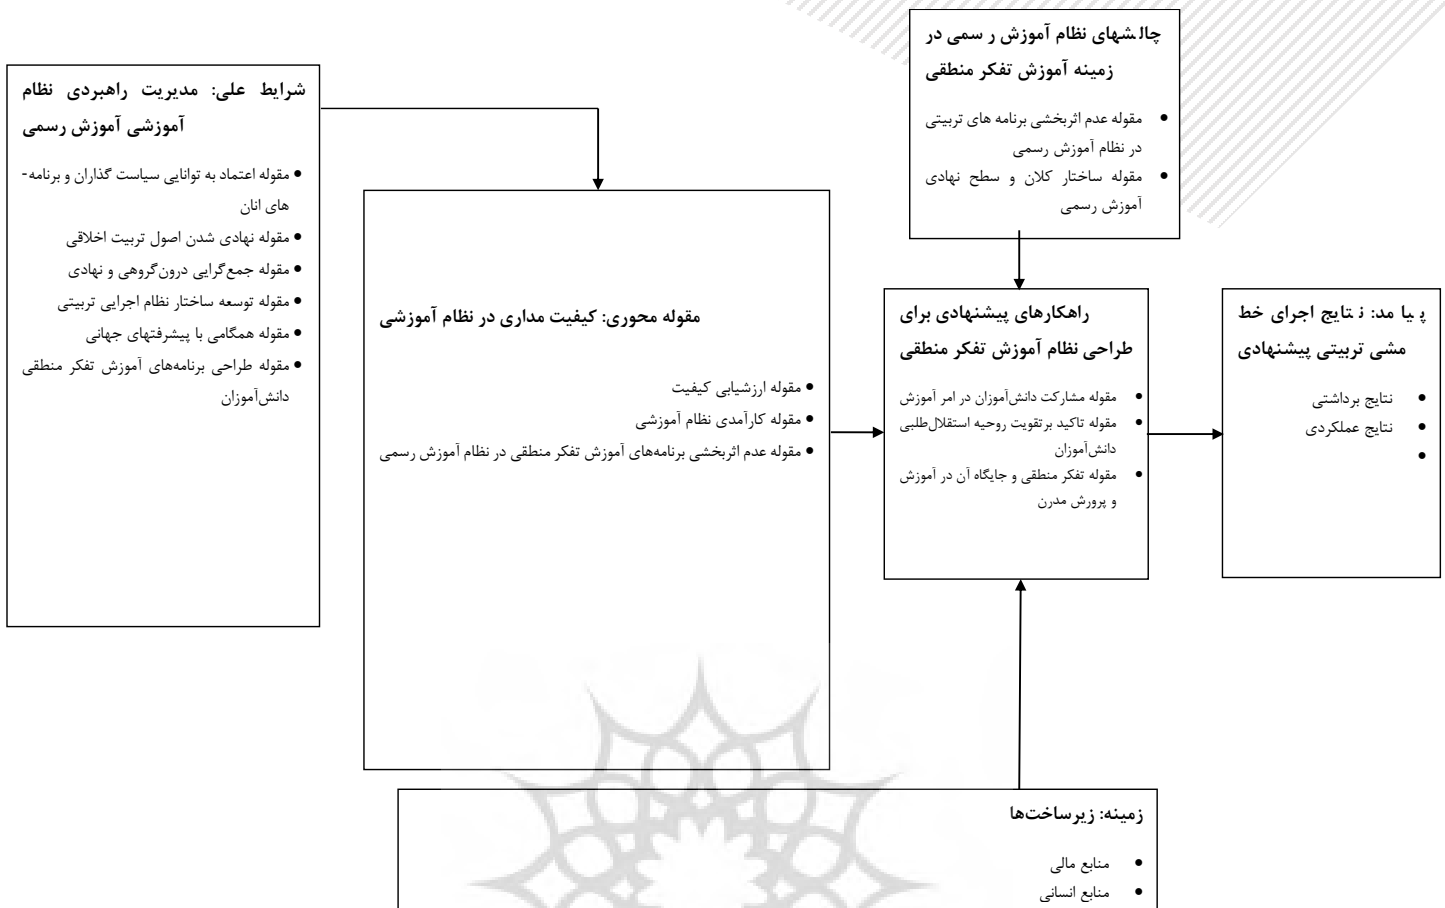 چالشهای نظام آموزش رسمی در
زمینه آموزش تفکر منطقی
• مقوله عدم اثربخشی برنامه های تربیتی
در نظام آموزش رسمی
• مقوله ساختار کلان و سطح نهادی
آموزش رسمی
شرایط علی: مدیریت راهبردی نظام
آموزشی آموزش رسمی
• مقوله اعتماد به توانایی سیاست گذاران و برنامه-
های انان
• مقوله نهادی شدن اصول تربیت اخلاقی
• مقوله جمع‌گرایی درون‌گروهی و نهادی
• مقوله توسعه ساختار نظام اجرایی تربیتی
• مقوله همگامی با پیشرفتهای جهانی
• مقوله طراحی برنامه‌های آموزش تفکر منطقی
دانش‌آموزان
مقوله محوری: کیفیت مداری در نظام آموزشی
• مقوله ارزشیابی کیفیت
• مقوله کارآمدی نظام آموزشی
• مقوله عدم اثربخشی برنامه‌های آموزش تفکر منطقی در نظام آموزش رسمی
راهکارهای پیشنهادی برای
طراحی نظام آموزش تفکر منطقی
• مقوله مشارکت دانش‌آموزان در امر آموزش
• مقوله تاکید برتقویت روحیه استقلال‌طلبی
دانش‌آموزان
• مقوله تفکر منطقی و جایگاه آن در آموزش
و پرورش مدرن
پیامد: نتایج اجرای خط
مشی تربیتی پیشنهادی
• نتایج برداشتی
• نتایج عملکردی
•
زمینه: زیرساخت‌ها
• منابع مالی
• منابع انسانی